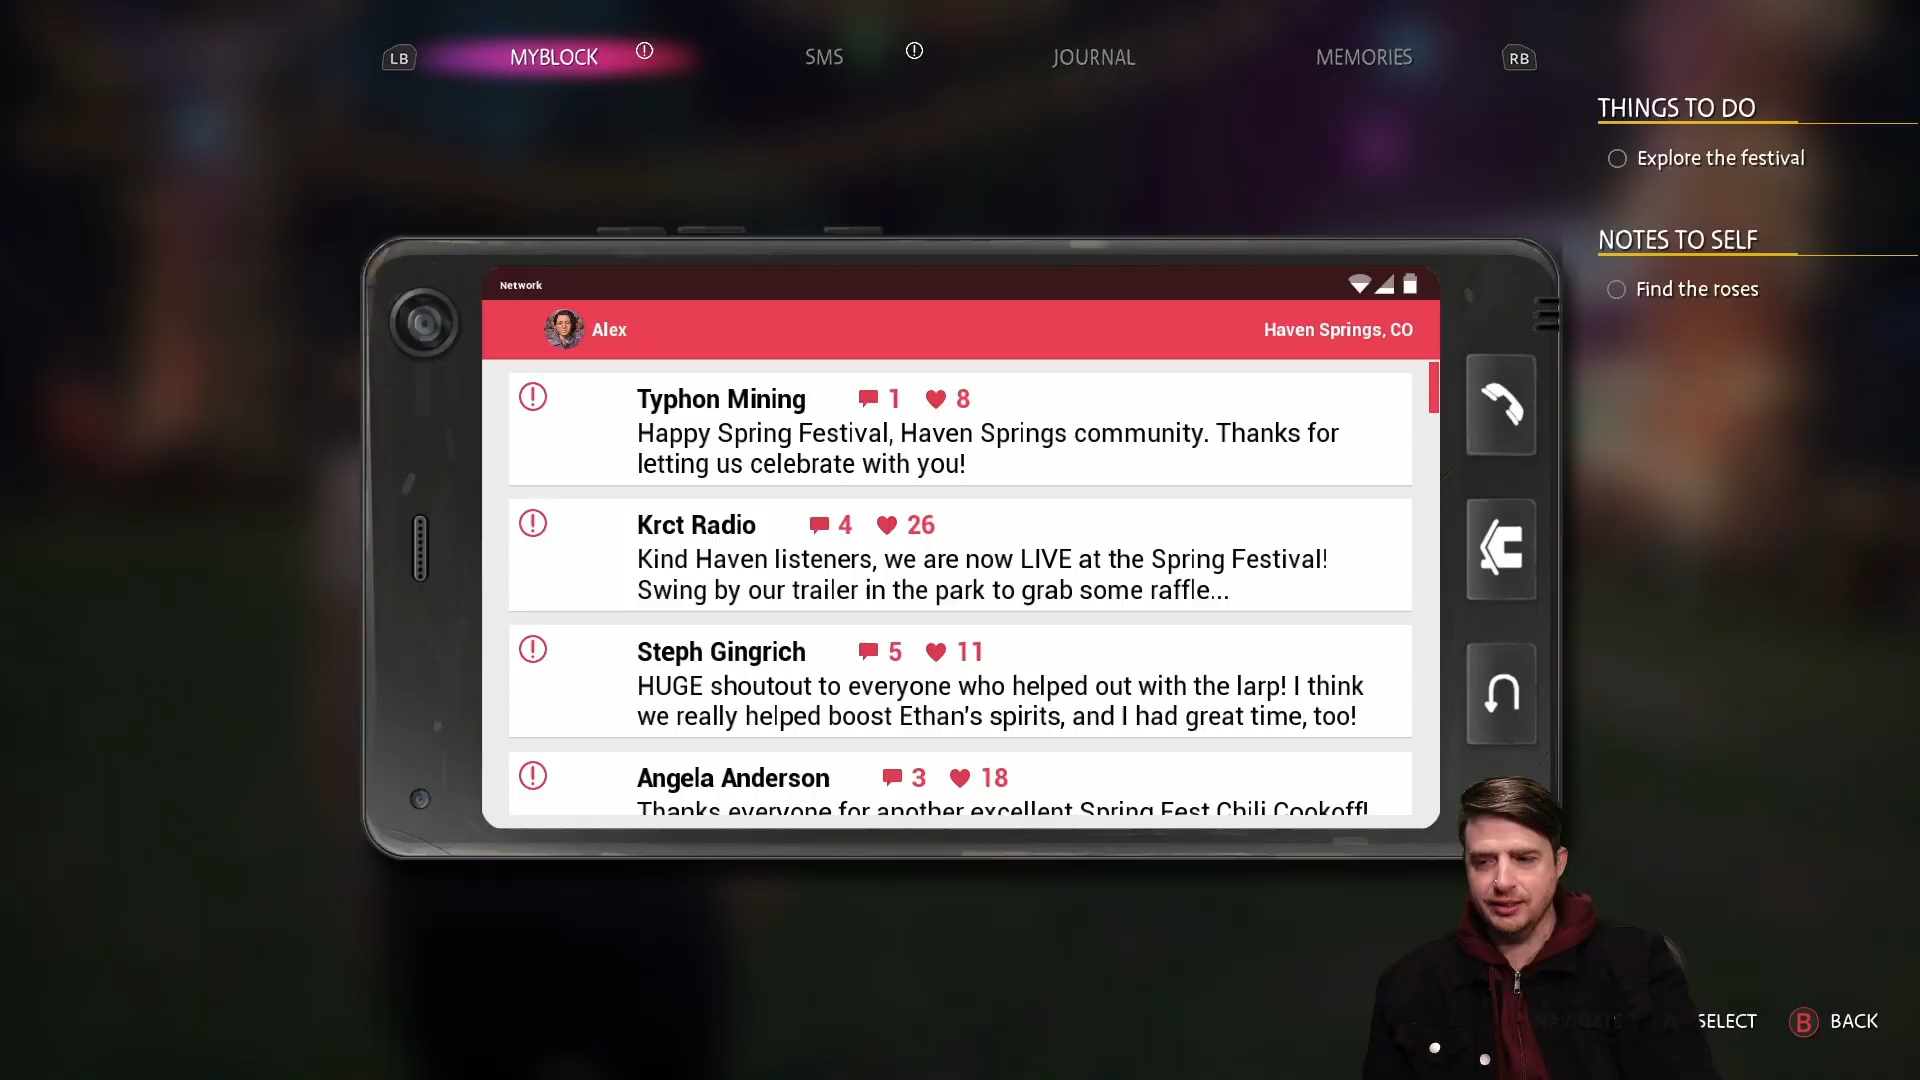 LB MYBLOCK SMS JOURNAL MEMORIES RB
THINGS TO DO
Explore the festival
NOTES TO SELF
Find the roses
Network
Alex Haven Springs, CO
Typhon Mining 1 8
Happy Spring Festival, Haven Springs community. Thanks for
letting us celebrate with you!
Krct Radio 4 26
Kind Haven listeners, we are now LIVE at the Spring Festival!
Swing by our trailer in the park to grab some raffle...
Steph Gingrich 5 11
HUGE shoutout to everyone who helped out with the larp! I think
we really helped boost Ethan's spirits, and I had great time, too!
Angela Anderson 3 18
Thanks everyone for another excellent Spring Fest Chili Cookoff!
SELECT B BACK